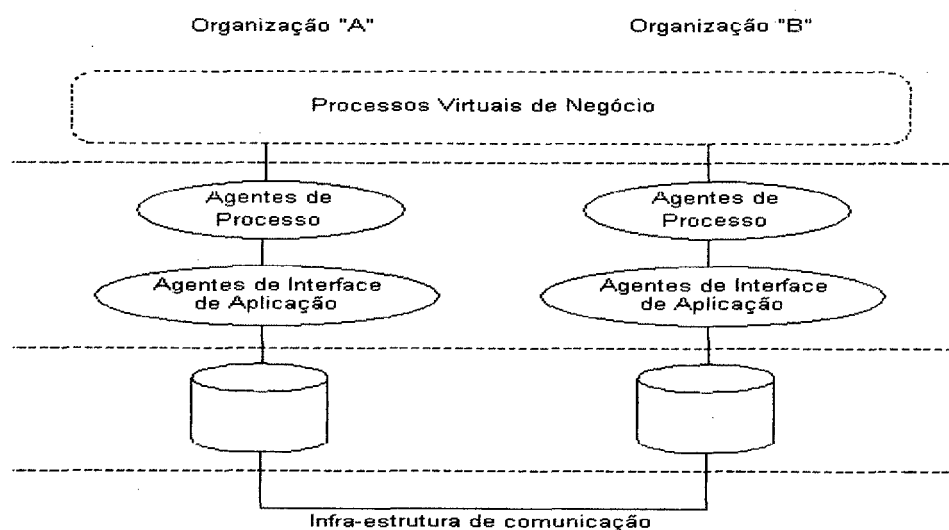 Organização "A"
Organização "B"
Processos Virtuais de Negócio
Agentes de
Processo
Agentes de
Processo
Agentes de Interface
de Aplicação
Agentes de Interface
de Aplicação
Infra-estrutura de comunicação